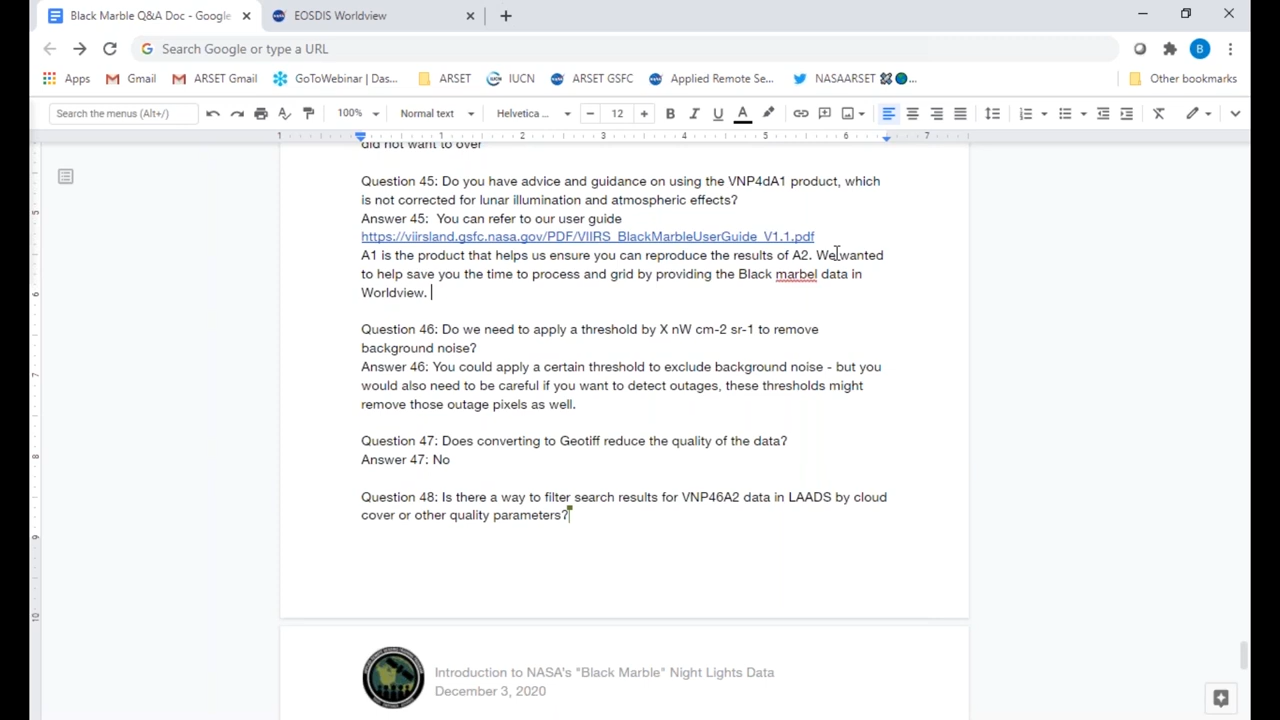 Black Marble Q&A Doc - Google
EOSDIS Worldview
Search Google or type a URL
Apps
Gmail
ARSET Gmail
GoToWebinar | Das...
ARSET
IUCN
ARSET GSFC
Applied Remote Se...
NASAARSET
Other bookmarks
Search the menus (Alt+/)
100%
Normal text
Helvetica ...
12
did not want to over
Question 45: Do you have advice and guidance on using the VNP4dA1 product, which
is not corrected for lunar illumination and atmospheric effects?
Answer 45: You can refer to our user guide
https://viirsland.gsfc.nasa.gov/PDF/VIIRS_BlackMarbleUserGuide_V1.1.pdf
A1 is the product that helps us ensure you can reproduce the results of A2. We wanted
to help save you the time to process and grid by providing the Black marbel data in
Worldview.
Question 46: Do we need to apply a threshold by X nW cm-2 sr-1 to remove
background noise?
Answer 46: You could apply a certain threshold to exclude background noise - but you
would also need to be careful if you want to detect outages, these thresholds might
remove those outage pixels as well.
Question 47: Does converting to Geotiff reduce the quality of the data?
Answer 47: No
Question 48: Is there a way to filter search results for VNP46A2 data in LAADS by cloud
cover or other quality parameters?
Introduction to NASA's "Black Marble" Night Lights Data
December 3, 2020